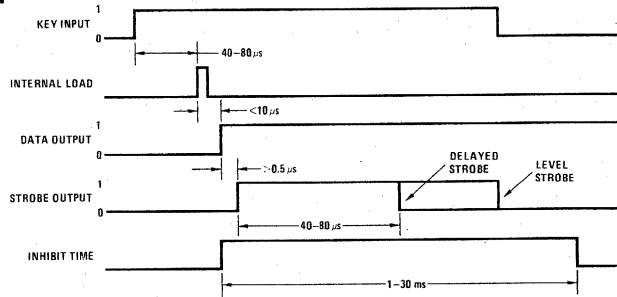 KEY INPUT
1
0
40–80 µs
INTERNAL LOAD
<10 µs
DATA OUTPUT
1
0
>0.5 µs
DELAYED
STROBE
LEVEL
STROBE
STROBE OUTPUT
1
0
40–80 µs
INHIBIT TIME
1–30 ms